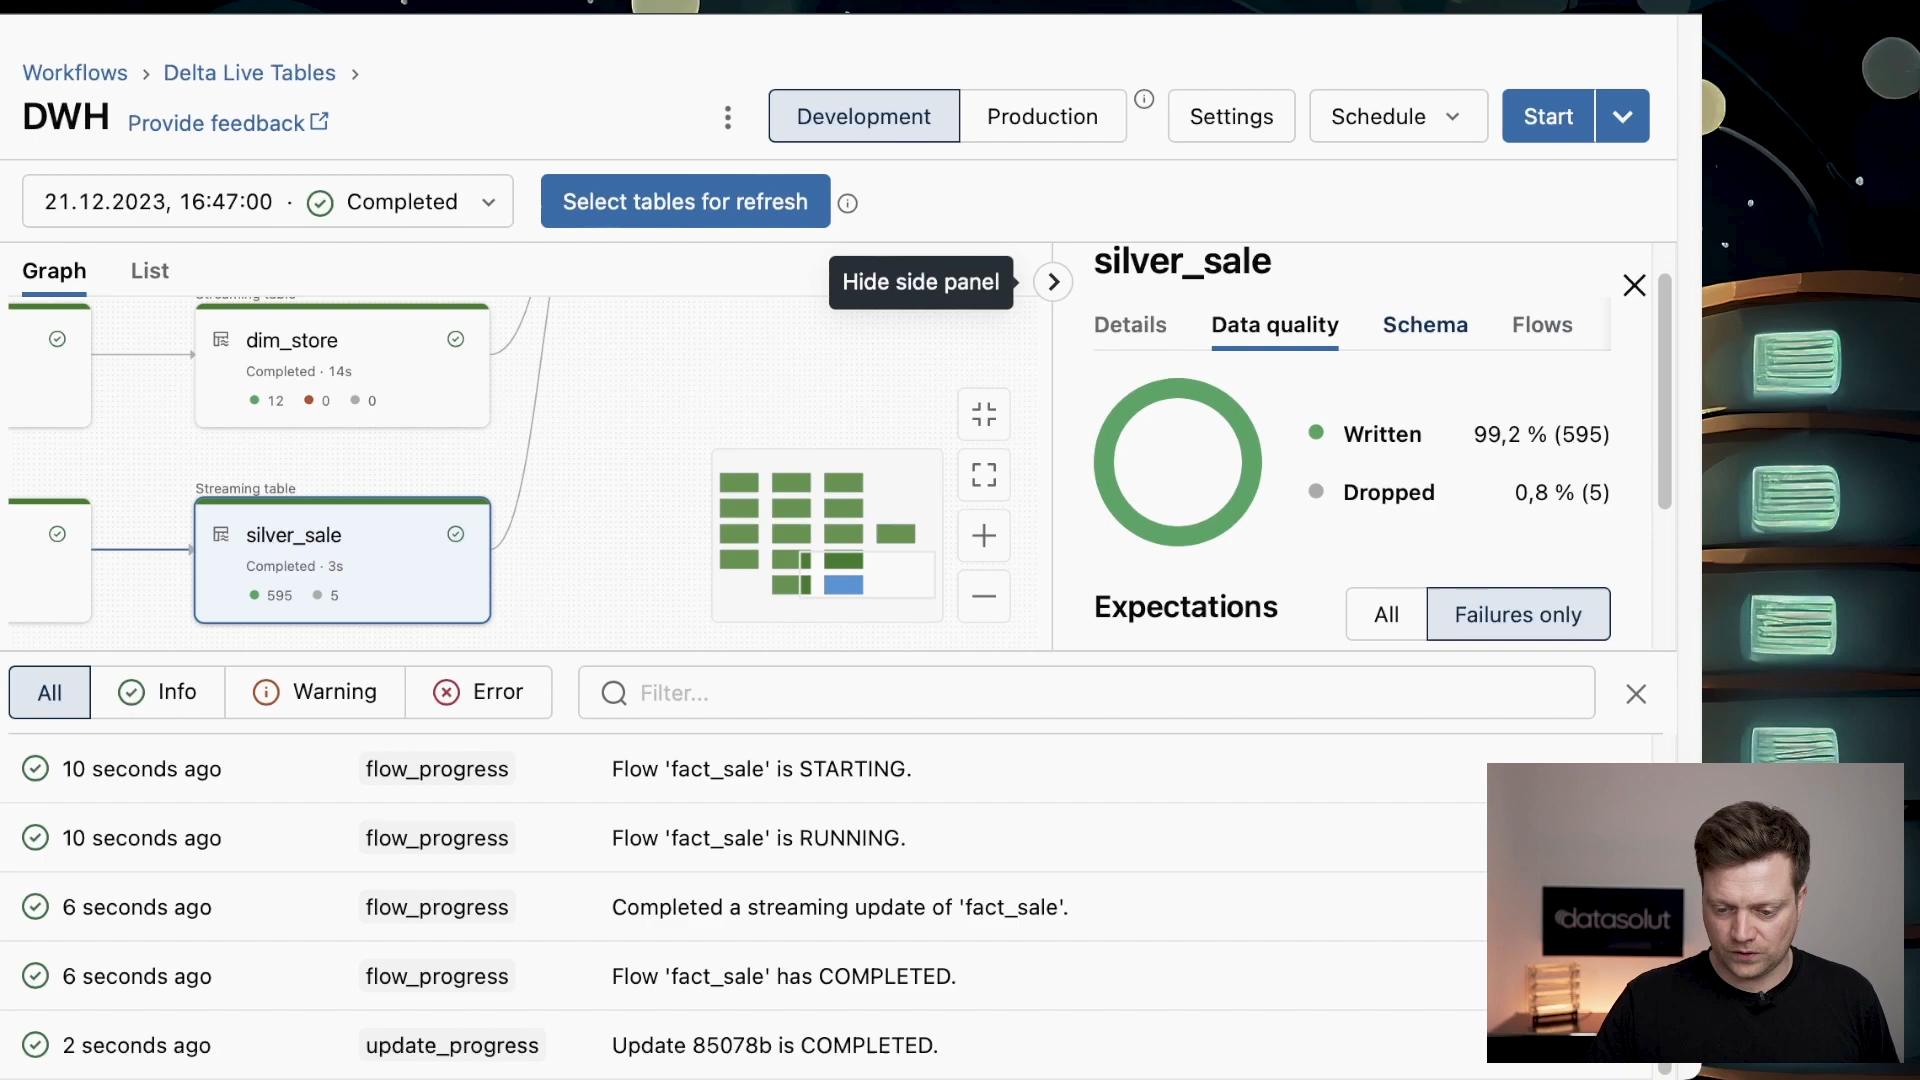 Workflows › Delta Live Tables ›
DWH Provide feedback
Development Production Settings Schedule Start
21.12.2023, 16:47:00 · Completed Select tables for refresh
Graph List
Hide side panel
silver_sale
Details Data quality Schema Flows
Streaming table
dim_store
Completed · 14s
12 0 0
Streaming table
silver_sale
Completed · 3s
595 5
Written 99,2 % (595)
Dropped 0,8 % (5)
Expectations All Failures only
All Info Warning Error Filter...
10 seconds ago flow_progress Flow 'fact_sale' is STARTING.
10 seconds ago flow_progress Flow 'fact_sale' is RUNNING.
6 seconds ago flow_progress Completed a streaming update of 'fact_sale'.
6 seconds ago flow_progress Flow 'fact_sale' has COMPLETED.
2 seconds ago update_progress Update 85078b is COMPLETED.
datasolut